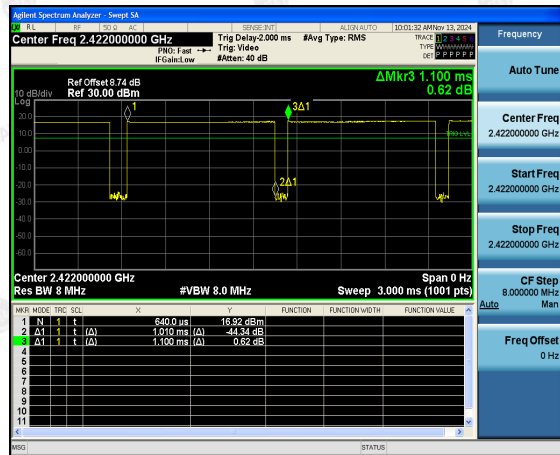 Agilent Spectrum Analyzer - Swept SA
RL RF 50 Ω AC SENSE:INT ALIGN AUTO 10:01:32 AM Nov 13, 2024
Center Freq 2.422000000 GHz
PNO: Fast
IFGain:Low
Trig Delay-2.000 ms
Trig: Video
#Atten: 40 dB
#Avg Type: RMS
TRACE 1 2 3 4 5 6
TYPE WWWWWW
DET P P P P P P
Ref Offset 8.74 dB
Ref 30.00 dBm
10 dB/div
Log
ΔMkr3 1.100 ms
0.62 dB
1
3Δ1
2Δ1
TRIG LVL
20.0
10.0
0.00
-10.0
-20.0
-30.0
-40.0
-50.0
-60.0
Center 2.422000000 GHz Span 0 Hz
Res BW 8 MHz #VBW 8.0 MHz Sweep 3.000 ms (1001 pts)
MKR MODE TRC SCL X Y FUNCTION FUNCTION WIDTH FUNCTION VALUE
1 N 1 t 640.0 µs 16.92 dBm
2 Δ1 1 t (Δ) 1.010 ms (Δ) -44.34 dB
3 Δ1 1 t (Δ) 1.100 ms (Δ) 0.62 dB
4
5
6
7
8
9
10
11
MSG STATUS
Frequency
Auto Tune
Center Freq
2.422000000 GHz
Start Freq
2.422000000 GHz
Stop Freq
2.422000000 GHz
CF Step
8.000000 MHz
Auto Man
Freq Offset
0 Hz